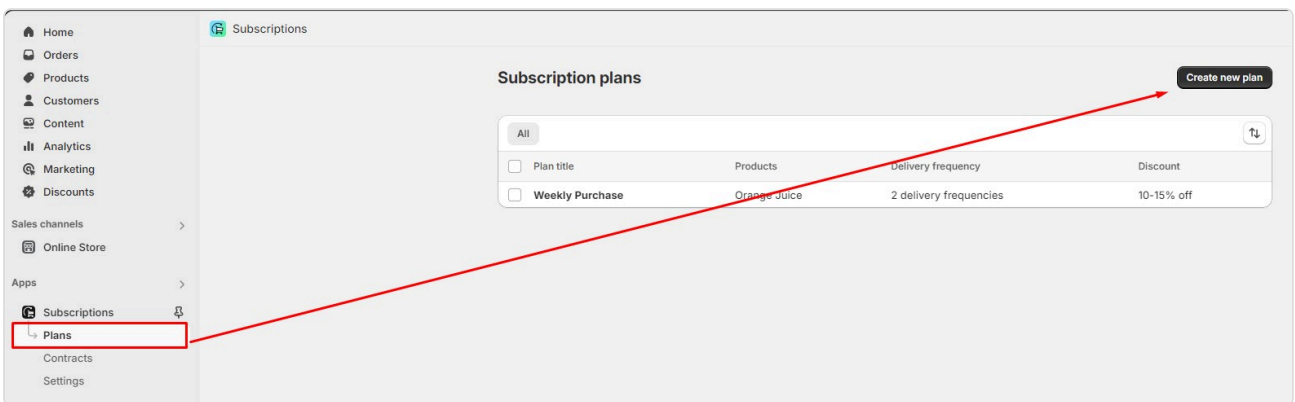 Home
Orders
Products
Customers
Content
Analytics
Marketing
Discounts
Sales channels
Online Store
Apps
Subscriptions
Plans
Contracts
Settings
Subscriptions
Subscription plans
Create new plan
All
Plan title Products Delivery frequency Discount
Weekly Purchase Orange Juice 2 delivery frequencies 10-15% off